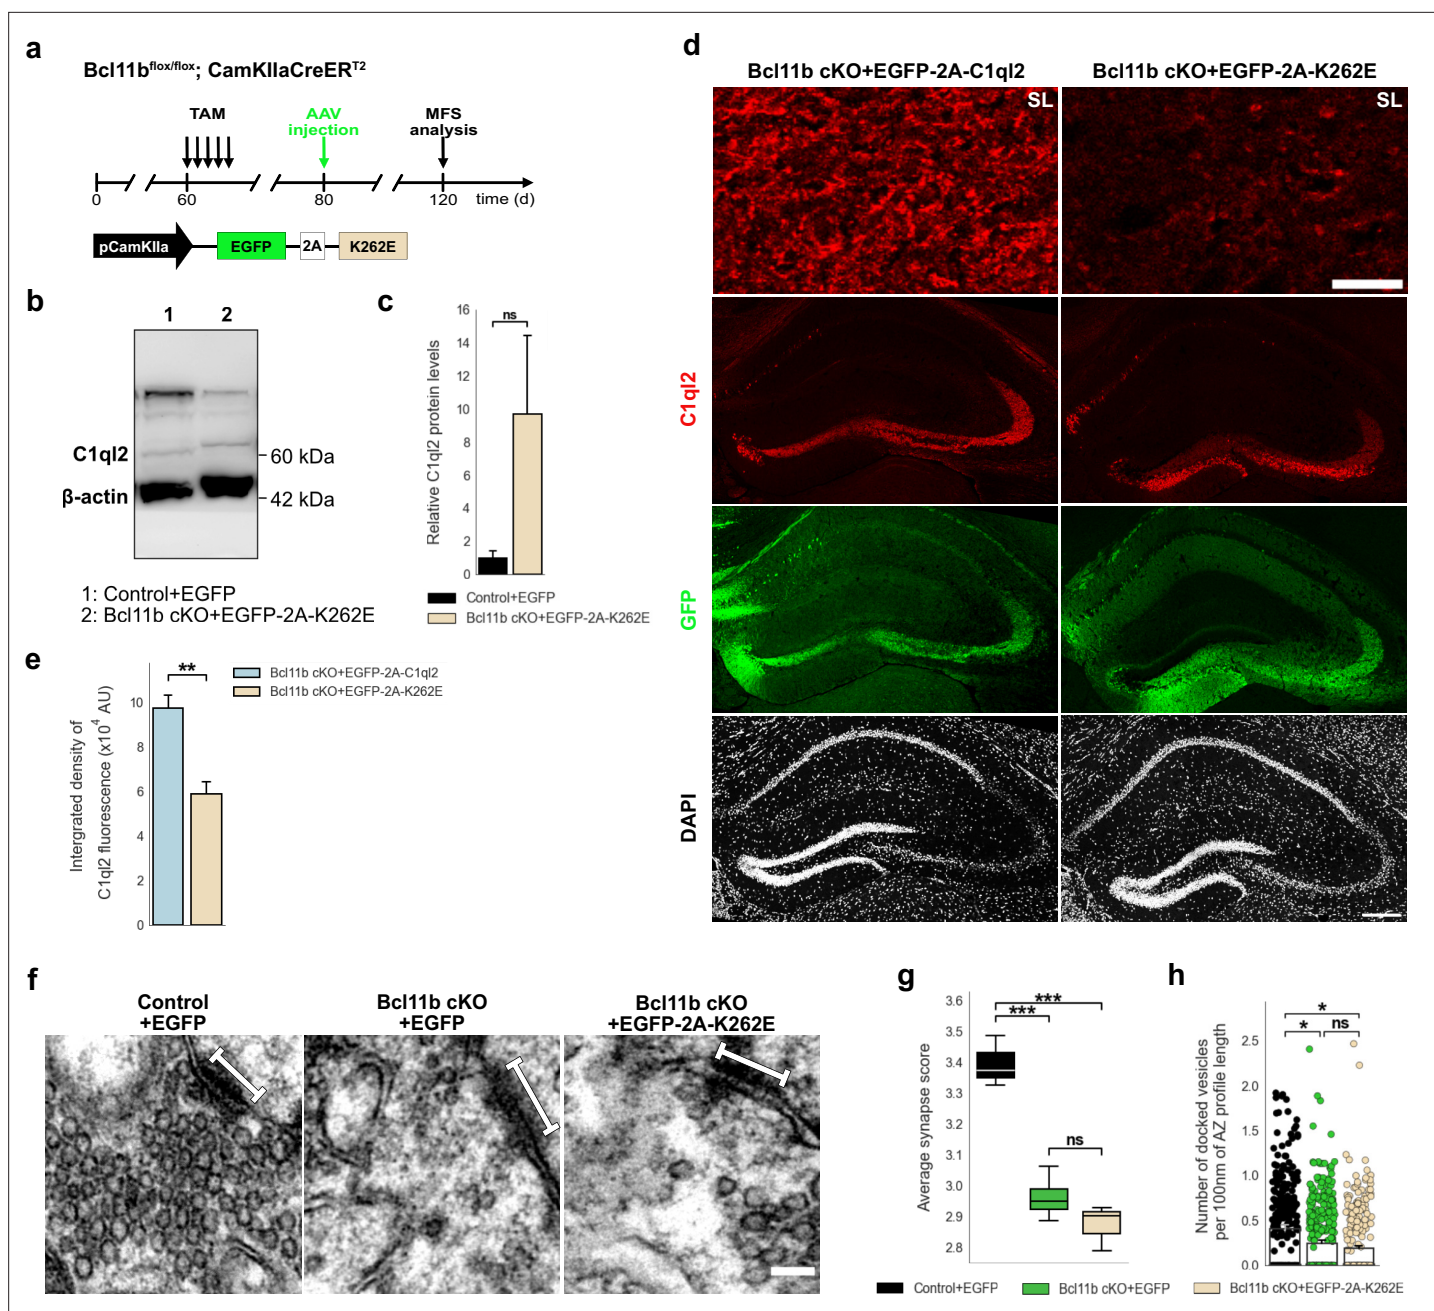 a
Bcl11b^flox/flox; CamKIIaCreER^T2
TAM
AAV
injection
MFS
analysis
0
60
80
120
time (d)
pCamKIIa
EGFP
2A
K262E
b
1
2
C1ql2
60 kDa
β-actin
42 kDa
1: Control+EGFP
2: Bcl11b cKO+EGFP-2A-K262E
c
Relative C1ql2 protein levels
16
14
12
10
8
6
4
2
0
ns
Control+EGFP
Bcl11b cKO+EGFP-2A-K262E
d
Bcl11b cKO+EGFP-2A-C1ql2
Bcl11b cKO+EGFP-2A-K262E
SL
SL
C1ql2
GFP
DAPI
e
Intergrated density of
C1ql2 fluorescence (x10^4 AU)
10
8
6
4
2
0
**
Bcl11b cKO+EGFP-2A-C1ql2
Bcl11b cKO+EGFP-2A-K262E
f
Control
+EGFP
Bcl11b cKO
+EGFP
Bcl11b cKO
+EGFP-2A-K262E
g
Average synapse score
3.6
3.5
3.4
3.3
3.2
3.1
3.0
2.9
2.8
***
***
ns
h
Number of docked vesicles
per 100nm of AZ profile length
2.5
2.0
1.5
1.0
0.5
0.0
*
*
ns
Control+EGFP
Bcl11b cKO+EGFP
Bcl11b cKO+EGFP-2A-K262E